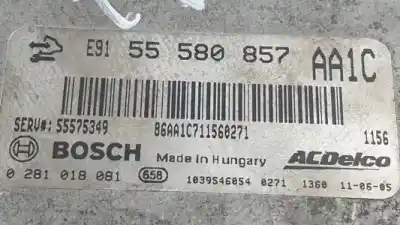 E91 55 580 857 AA1C
SERV#: 55575349 86AA1C711560271 1156
BOSCH Made in Hungary ACDelco
0 281 018 081 658 1039S46054 0271 1360 11-06-05